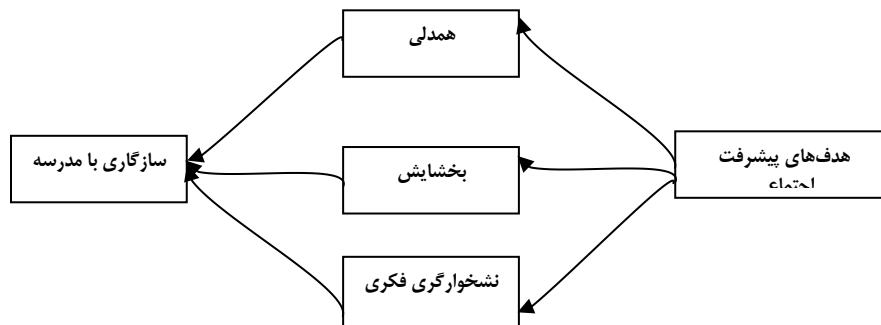 همدلی
هدف‌های پیشرفت
بخشایش
سازگاری با مدرسه
نشخوارگری فکری